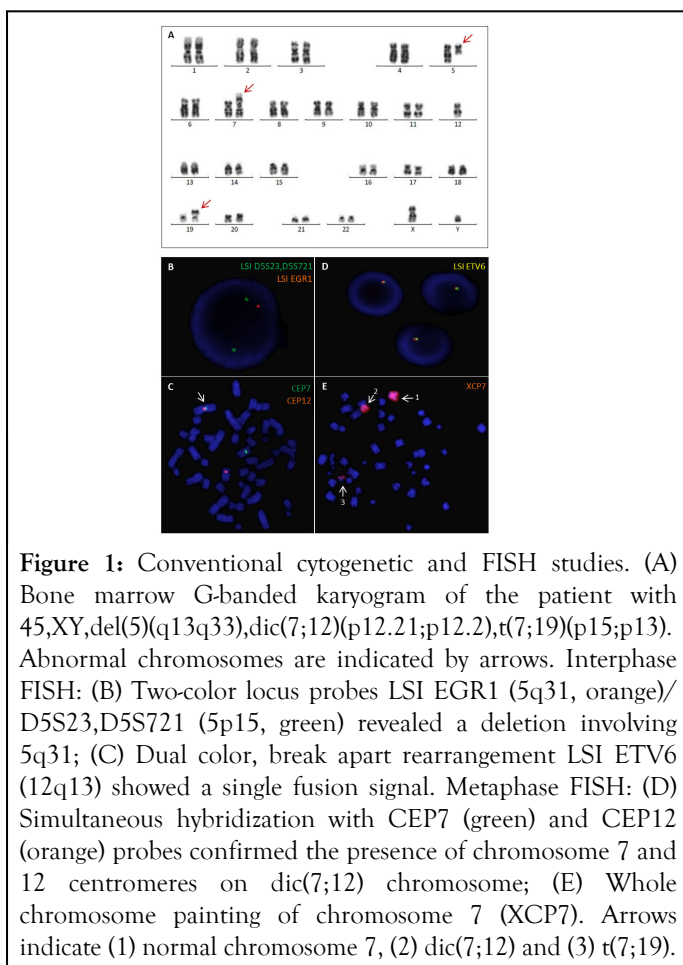 A
1 2 3 4 5
6 7 8 9 10 11 12
13 14 15 16 17 18
19 20 21 22 X Y
B LSI D5S23,D5S721
LSI EGR1
D LSI ETV6
C CEP7
CEP12
E XCP7
2
1
3
Figure 1: Conventional cytogenetic and FISH studies. (A)
Bone marrow G-banded karyogram of the patient with
45,XY,del(5)(q13q33),dic(7;12)(p12.21;p12.2),t(7;19)(p15;p13).
Abnormal chromosomes are indicated by arrows. Interphase
FISH: (B) Two-color locus probes LSI EGR1 (5q31, orange)/
D5S23,D5S721 (5p15, green) revealed a deletion involving
5q31; (C) Dual color, break apart rearrangement LSI ETV6
(12q13) showed a single fusion signal. Metaphase FISH: (D)
Simultaneous hybridization with CEP7 (green) and CEP12
(orange) probes confirmed the presence of chromosome 7 and
12 centromeres on dic(7;12) chromosome; (E) Whole
chromosome painting of chromosome 7 (XCP7). Arrows
indicate (1) normal chromosome 7, (2) dic(7;12) and (3) t(7;19).